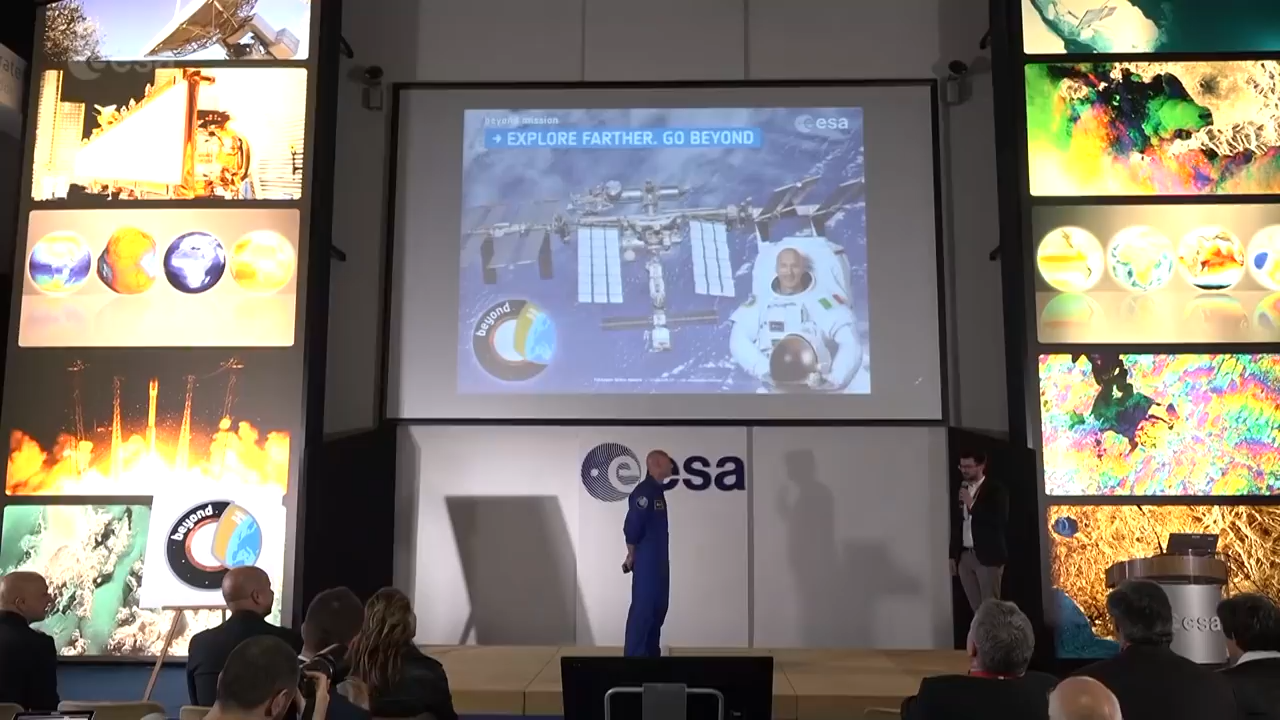 esa
beyond mission
esa
→ EXPLORE FARTHER. GO BEYOND
beyond
esa
beyond
esa